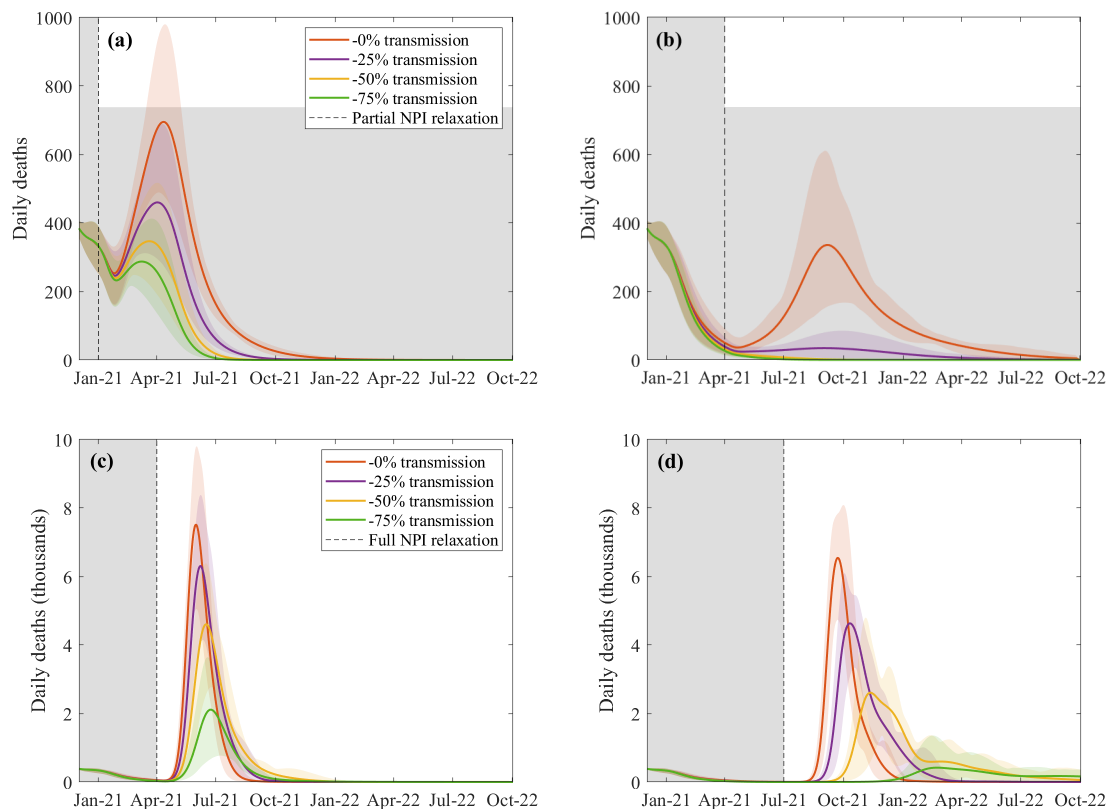 (a)
1000
800
600
400
200
0
Daily deaths
-0% transmission
-25% transmission
-50% transmission
-75% transmission
Partial NPI relaxation
Jan-21 Apr-21 Jul-21 Oct-21 Jan-22 Apr-22 Jul-22 Oct-22
(b)
1000
800
600
400
200
0
Daily deaths
Jan-21 Apr-21 Jul-21 Oct-21 Jan-22 Apr-22 Jul-22 Oct-22
(c)
10
8
6
4
2
0
Daily deaths (thousands)
-0% transmission
-25% transmission
-50% transmission
-75% transmission
Full NPI relaxation
Jan-21 Apr-21 Jul-21 Oct-21 Jan-22 Apr-22 Jul-22 Oct-22
(d)
10
8
6
4
2
0
Daily deaths (thousands)
Jan-21 Apr-21 Jul-21 Oct-21 Jan-22 Apr-22 Jul-22 Oct-22